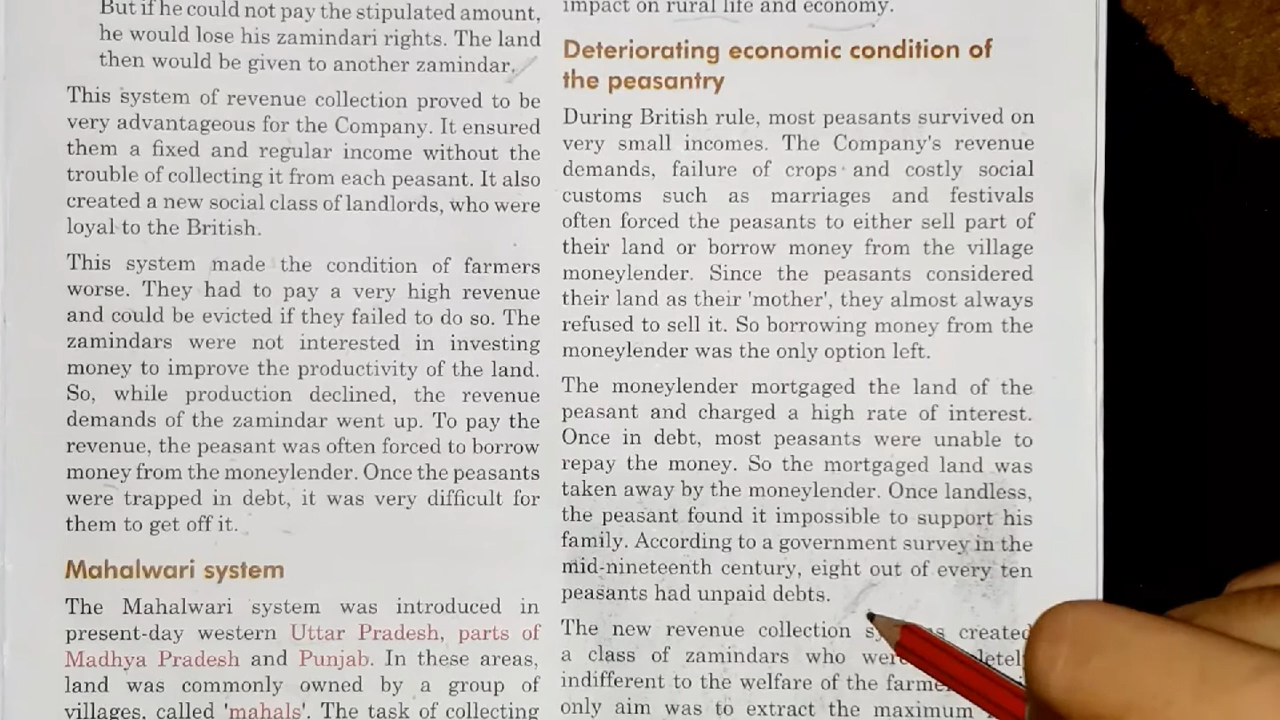 But if he could not pay the stipulated amount,
he would lose his zamindari rights. The land
then would be given to another zamindar.
This system of revenue collection proved to be
very advantageous for the Company. It ensured
them a fixed and regular income without the
trouble of collecting it from each peasant. It also
created a new social class of landlords, who were
loyal to the British.
This system made the condition of farmers
worse. They had to pay a very high revenue
and could be evicted if they failed to do so. The
zamindars were not interested in investing
money to improve the productivity of the land.
So, while production declined, the revenue
demands of the zamindar went up. To pay the
revenue, the peasant was often forced to borrow
money from the moneylender. Once the peasants
were trapped in debt, it was very difficult for
them to get off it.
Mahalwari system
The Mahalwari system was introduced in
present-day western Uttar Pradesh, parts of
Madhya Pradesh and Punjab. In these areas,
land was commonly owned by a group of
villages, called 'mahals'. The task of collecting
impact on rural life and economy.
Deteriorating economic condition of
the peasantry
During British rule, most peasants survived on
very small incomes. The Company's revenue
demands, failure of crops and costly social
customs such as marriages and festivals
often forced the peasants to either sell part of
their land or borrow money from the village
moneylender. Since the peasants considered
their land as their 'mother', they almost always
refused to sell it. So borrowing money from the
moneylender was the only option left.
The moneylender mortgaged the land of the
peasant and charged a high rate of interest.
Once in debt, most peasants were unable to
repay the money. So the mortgaged land was
taken away by the moneylender. Once landless,
the peasant found it impossible to support his
family. According to a government survey in the
mid-nineteenth century, eight out of every ten
peasants had unpaid debts.
The new revenue collection created
a class of zamindars who
indifferent to the welfare of the
only aim was to extract the maximum